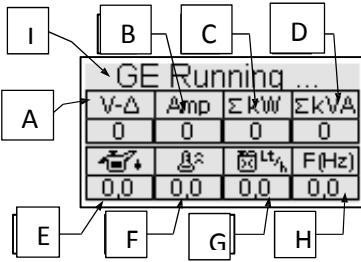 I B C D
GE Running ...
A V-Δ Amp ΣkW ΣkVA
0 0 0 0
Lt/h F(Hz)
0,0 0,0 0,0 0,0
E F G H